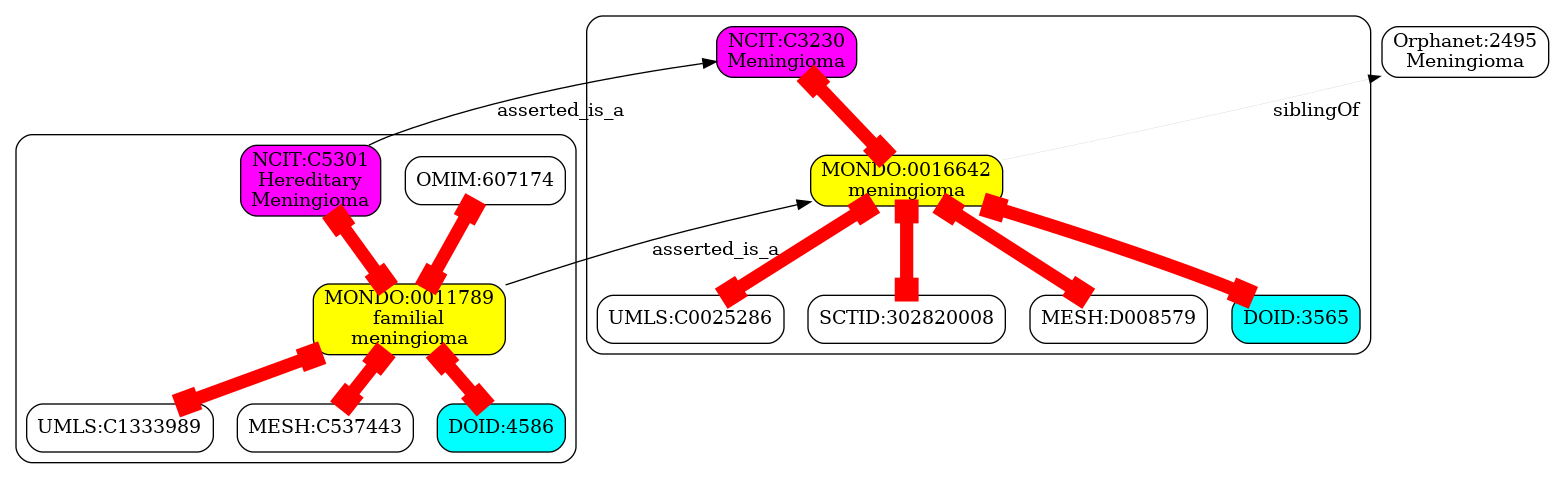 NCIT:C3230
Meningioma
Orphanet:2495
Meningioma
asserted_is_a
siblingOf
NCIT:C5301
Hereditary
Meningioma
OMIM:607174
MONDO:0016642
meningioma
asserted_is_a
MONDO:0011789
familial
meningioma
UMLS:C0025286
SCTID:302820008
MESH:D008579
DOID:3565
UMLS:C1333989
MESH:C537443
DOID:4586